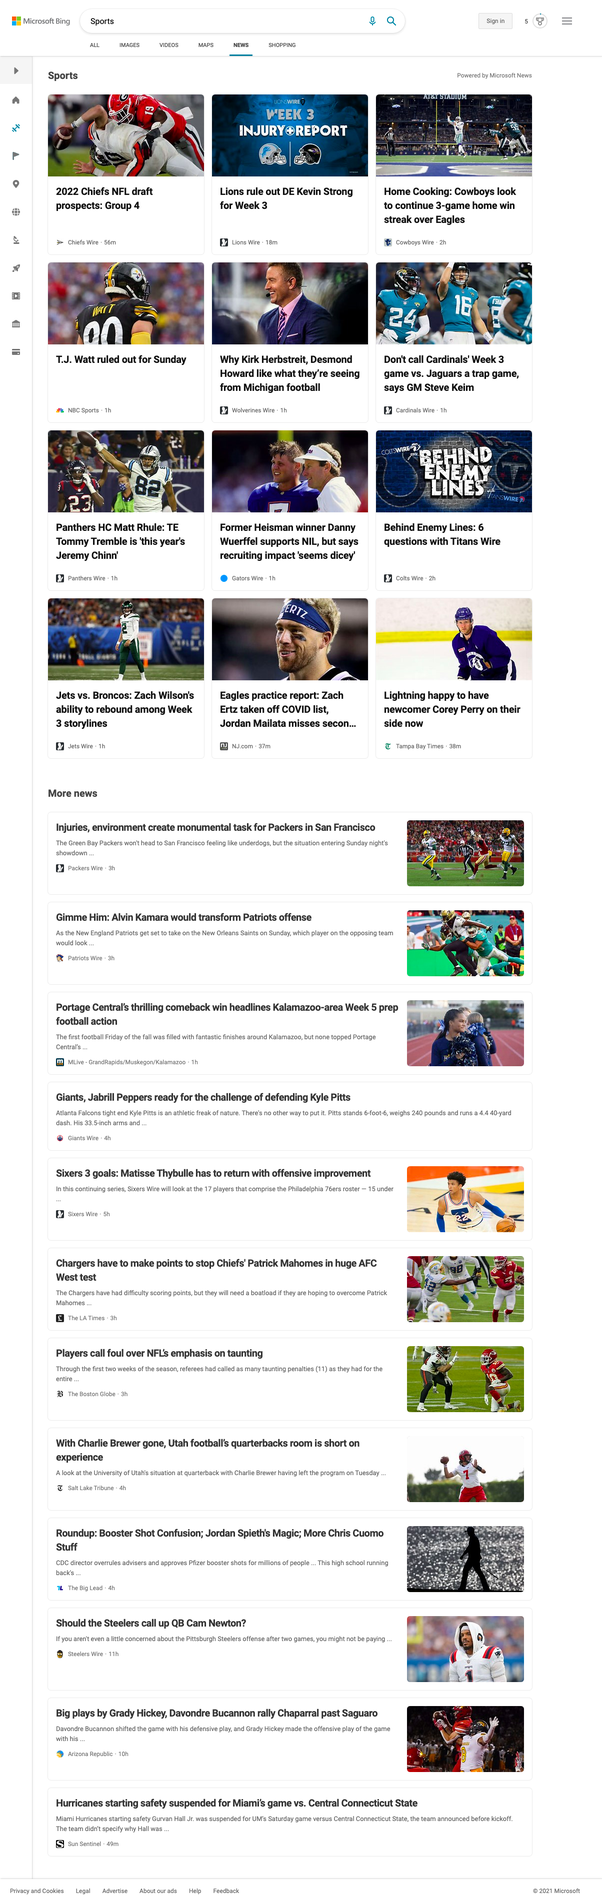 Microsoft Bing
Sports
Sign in
5
ALL IMAGES VIDEOS MAPS NEWS SHOPPING
Sports
Powered by Microsoft News
WEEK 3
INJURY REPORT
AT&T STADIUM
2022 Chiefs NFL draft
prospects: Group 4
Chiefs Wire · 56m
Lions rule out DE Kevin Strong
for Week 3
Lions Wire · 18m
Home Cooking: Cowboys look
to continue 3-game home win
streak over Eagles
Cowboys Wire · 2h
WATT
90
24
16
T.J. Watt ruled out for Sunday
NBC Sports · 1h
Why Kirk Herbstreit, Desmond
Howard like what they're seeing
from Michigan football
Wolverines Wire · 1h
Don't call Cardinals' Week 3
game vs. Jaguars a trap game,
says GM Steve Keim
Cardinals Wire · 1h
23
82
COLTSWIRE
BEHIND
ENEMY
LINES
TITANSWIRE
Panthers HC Matt Rhule: TE
Tommy Tremble is 'this year's
Jeremy Chinn'
Panthers Wire · 1h
Former Heisman winner Danny
Wuerffel supports NIL, but says
recruiting impact 'seems dicey'
Gators Wire · 1h
Behind Enemy Lines: 6
questions with Titans Wire
Colts Wire · 2h
2
ERTZ
Jets vs. Broncos: Zach Wilson's
ability to rebound among Week
3 storylines
Jets Wire · 1h
Eagles practice report: Zach
Ertz taken off COVID list,
Jordan Mailata misses secon...
NJ.com · 37m
Lightning happy to have
newcomer Corey Perry on their
side now
Tampa Bay Times · 38m
More news
Injuries, environment create monumental task for Packers in San Francisco
The Green Bay Packers won't head to San Francisco feeling like underdogs, but the situation entering Sunday night's
showdown ...
Packers Wire · 3h
Gimme Him: Alvin Kamara would transform Patriots offense
As the New England Patriots get set to take on the New Orleans Saints on Sunday, which player on the opposing team
would look ...
Patriots Wire · 3h
Portage Central's thrilling comeback win headlines Kalamazoo-area Week 5 prep
football action
The first football Friday of the fall was filled with fantastic finishes around Kalamazoo, but none topped Portage
Central's ...
MLive - GrandRapids/Muskegon/Kalamazoo · 1h
Giants, Jabrill Peppers ready for the challenge of defending Kyle Pitts
Atlanta Falcons tight end Kyle Pitts is an athletic freak of nature. There's no other way to put it. Pitts stands 6-foot-6, weighs 240 pounds and runs a 4.4 40-yard
dash. His 33.5-inch arms and ...
Giants Wire · 4h
Sixers 3 goals: Matisse Thybulle has to return with offensive improvement
In this continuing series, Sixers Wire will look at the 17 players that comprise the Philadelphia 76ers roster — 15 under
...
Sixers Wire · 5h
Chargers have to make points to stop Chiefs' Patrick Mahomes in huge AFC
West test
The Chargers have had difficulty scoring points, but they will need a boatload if they are hoping to overcome Patrick
Mahomes ...
The LA Times · 3h
Players call foul over NFL's emphasis on taunting
Through the first two weeks of the season, referees had called as many taunting penalties (11) as they had for the
entire ...
The Boston Globe · 3h
With Charlie Brewer gone, Utah football's quarterbacks room is short on
experience
A look at the University of Utah's situation at quarterback with Charlie Brewer having left the program on Tuesday ...
Salt Lake Tribune · 4h
7
Roundup: Booster Shot Confusion; Jordan Spieth's Magic; More Chris Cuomo
Stuff
CDC director overrules advisers and approves Pfizer booster shots for millions of people ... This high school running
back's ...
The Big Lead · 4h
Should the Steelers call up QB Cam Newton?
If you aren't even a little concerned about the Pittsburgh Steelers offense after two games, you might not be paying ...
Steelers Wire · 11h
Big plays by Grady Hickey, Davondre Bucannon rally Chaparral past Saguaro
Davondre Bucannon shifted the game with his defensive play, and Grady Hickey made the offensive play of the game
with his ...
Arizona Republic · 10h
Hurricanes starting safety suspended for Miami's game vs. Central Connecticut State
Miami Hurricanes starting safety Gurvan Hall Jr. was suspended for UM's Saturday game versus Central Connecticut State, the team announced before kickoff.
The team didn't specify why Hall was ...
Sun Sentinel · 49m
Privacy and Cookies Legal Advertise About our ads Help Feedback
© 2021 Microsoft